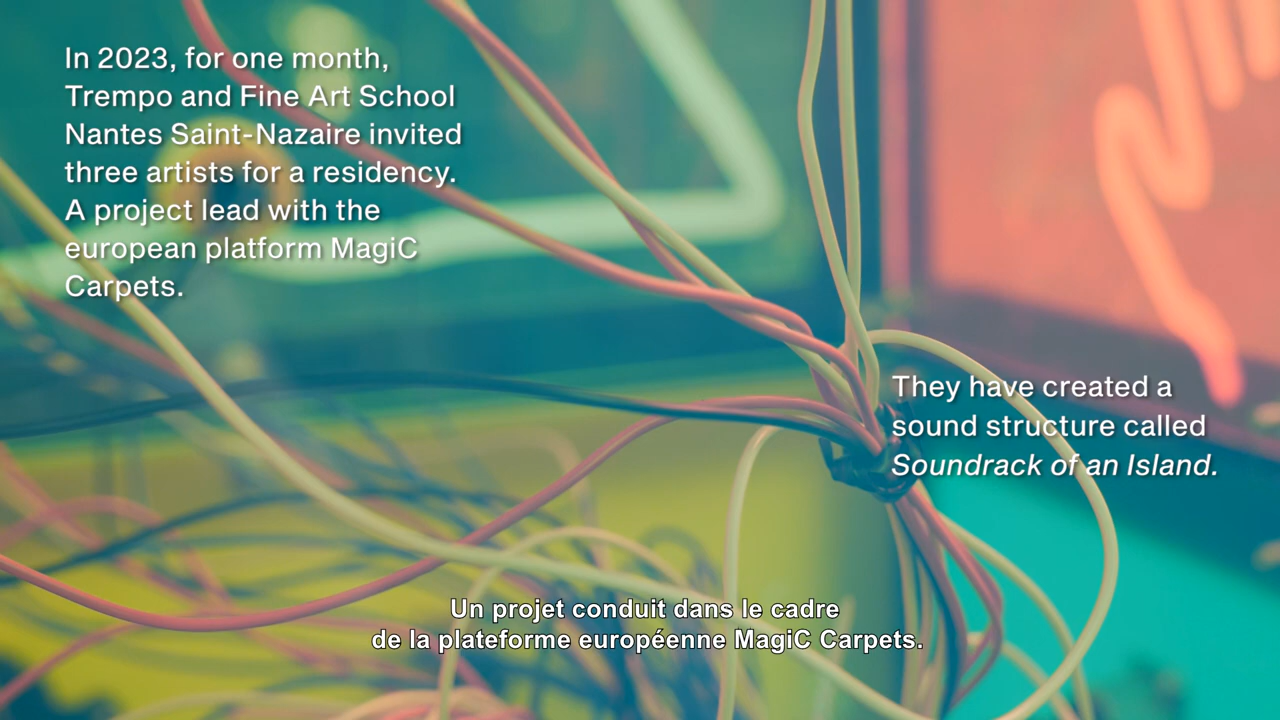 In 2023, for one month,
Trempo and Fine Art School
Nantes Saint-Nazaire invited
three artists for a residency.
A project lead with the
european platform MagiC
Carpets.
They have created a
sound structure called
Soundrack of an Island.
Un projet conduit dans le cadre
de la plateforme européenne MagiC Carpets.